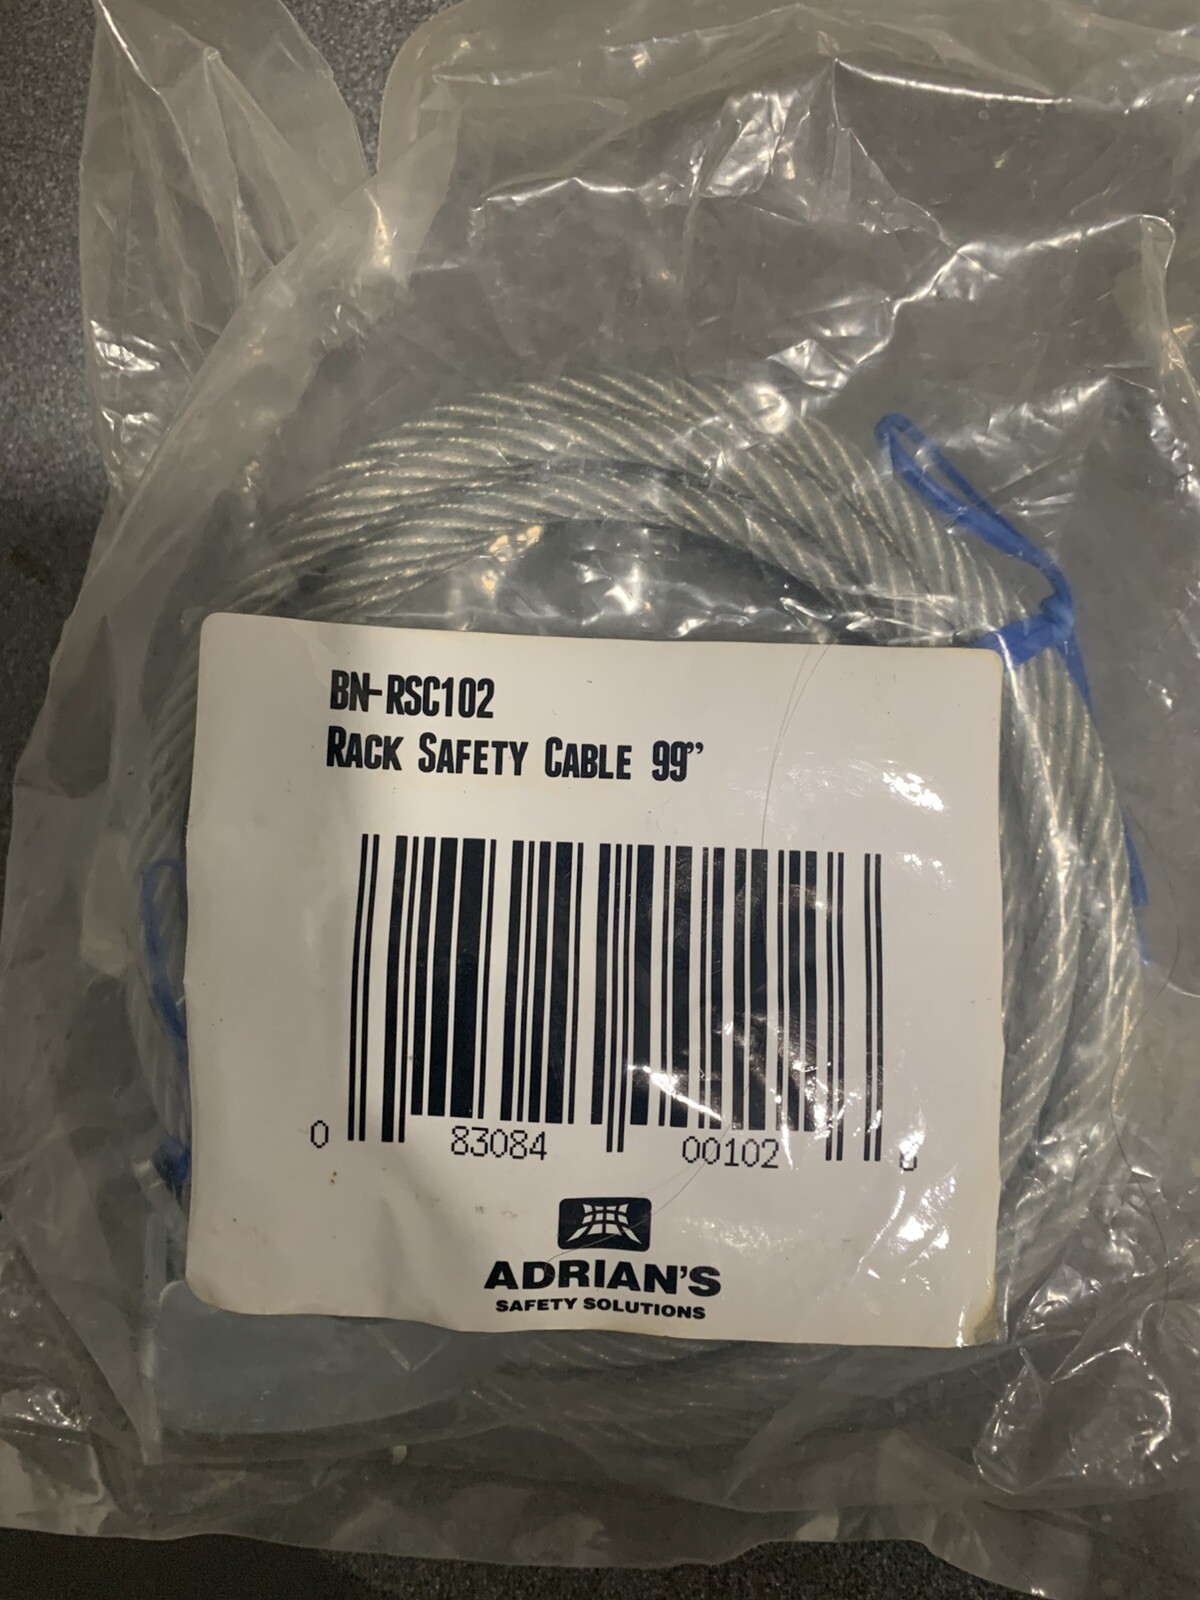 BN-RSC102
RACK SAFETY CABLE 99"
0 83084 00102
ADRIAN'S
SAFETY SOLUTIONS